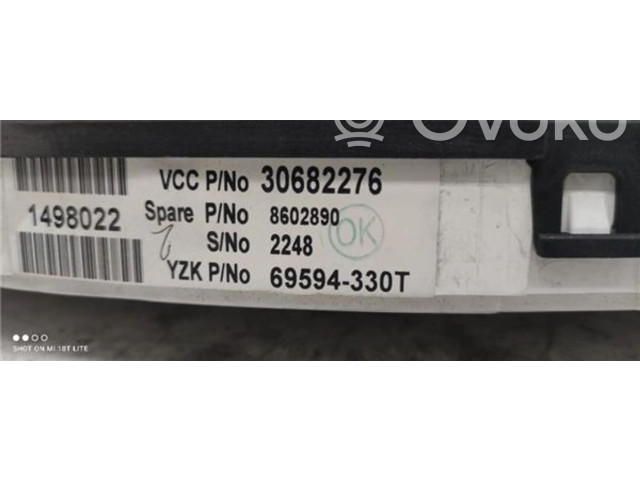 Ovoko
VCC P/No 30682276
1498022
Spare P/No 8602890
OK
S/No 2248
YZK P/No 69594-330T
SHOT ON MI 10T LITE